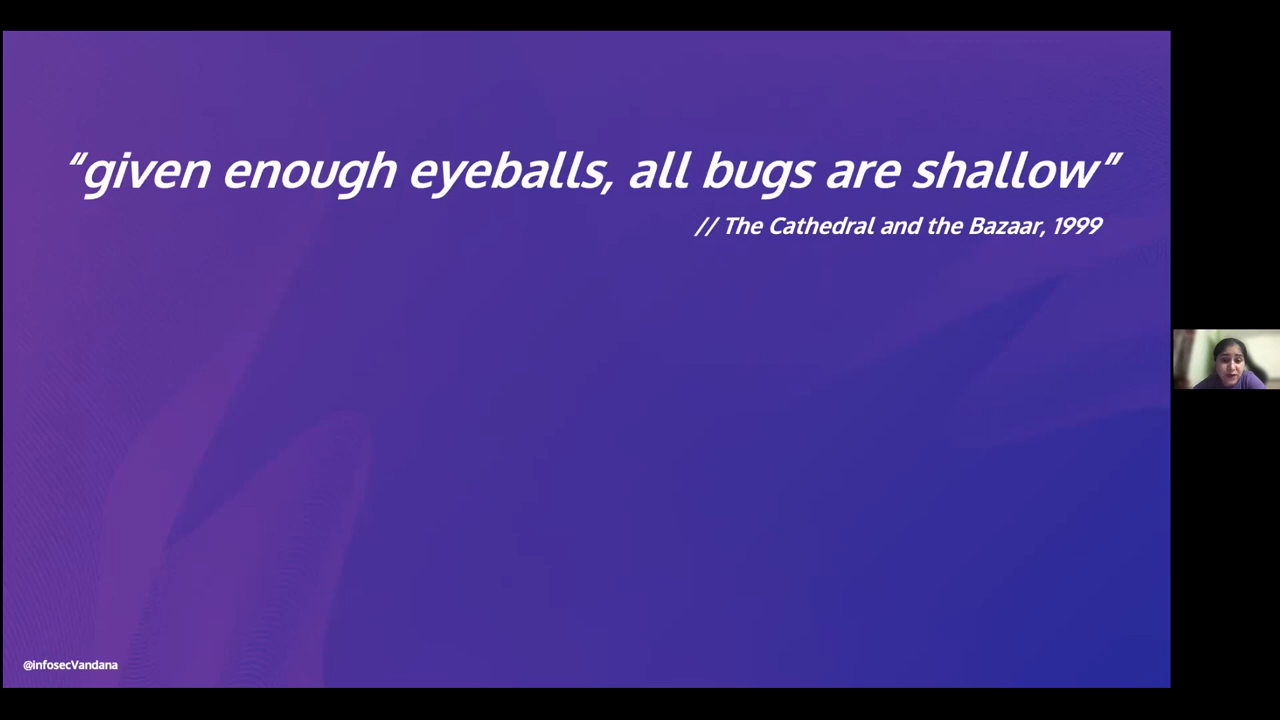 “given enough eyeballs, all bugs are shallow”
// The Cathedral and the Bazaar, 1999
@infosecVandana